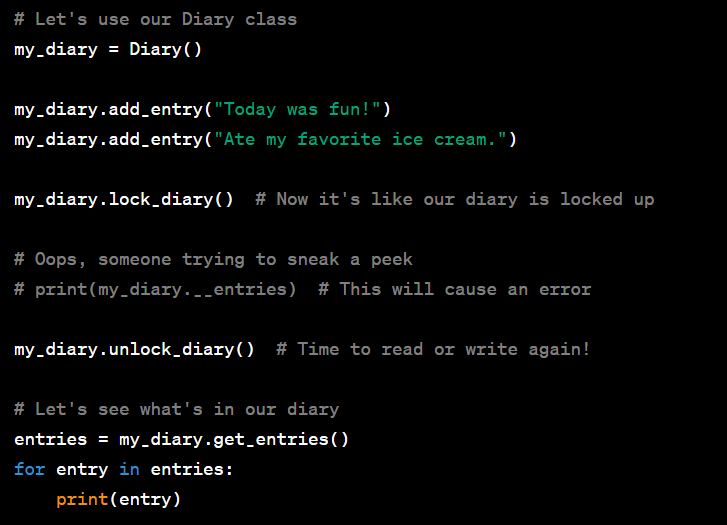 # Let's use our Diary class
my_diary = Diary()
my_diary.add_entry("Today was fun!")
my_diary.add_entry("Ate my favorite ice cream.")
my_diary.lock_diary()  # Now it's like our diary is locked up
# Oops, someone trying to sneak a peek
# print(my_diary.__entries)  # This will cause an error
my_diary.unlock_diary()  # Time to read or write again!
# Let's see what's in our diary
entries = my_diary.get_entries()
for entry in entries:
    print(entry)